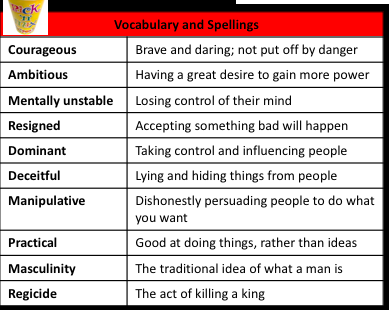 Pick n mix
Vocabulary and Spellings
Courageous Brave and daring; not put off by danger
Ambitious Having a great desire to gain more power
Mentally unstable Losing control of their mind
Resigned Accepting something bad will happen
Dominant Taking control and influencing people
Deceitful Lying and hiding things from people
Manipulative Dishonestly persuading people to do what
you want
Practical Good at doing things, rather than ideas
Masculinity The traditional idea of what a man is
Regicide The act of killing a king